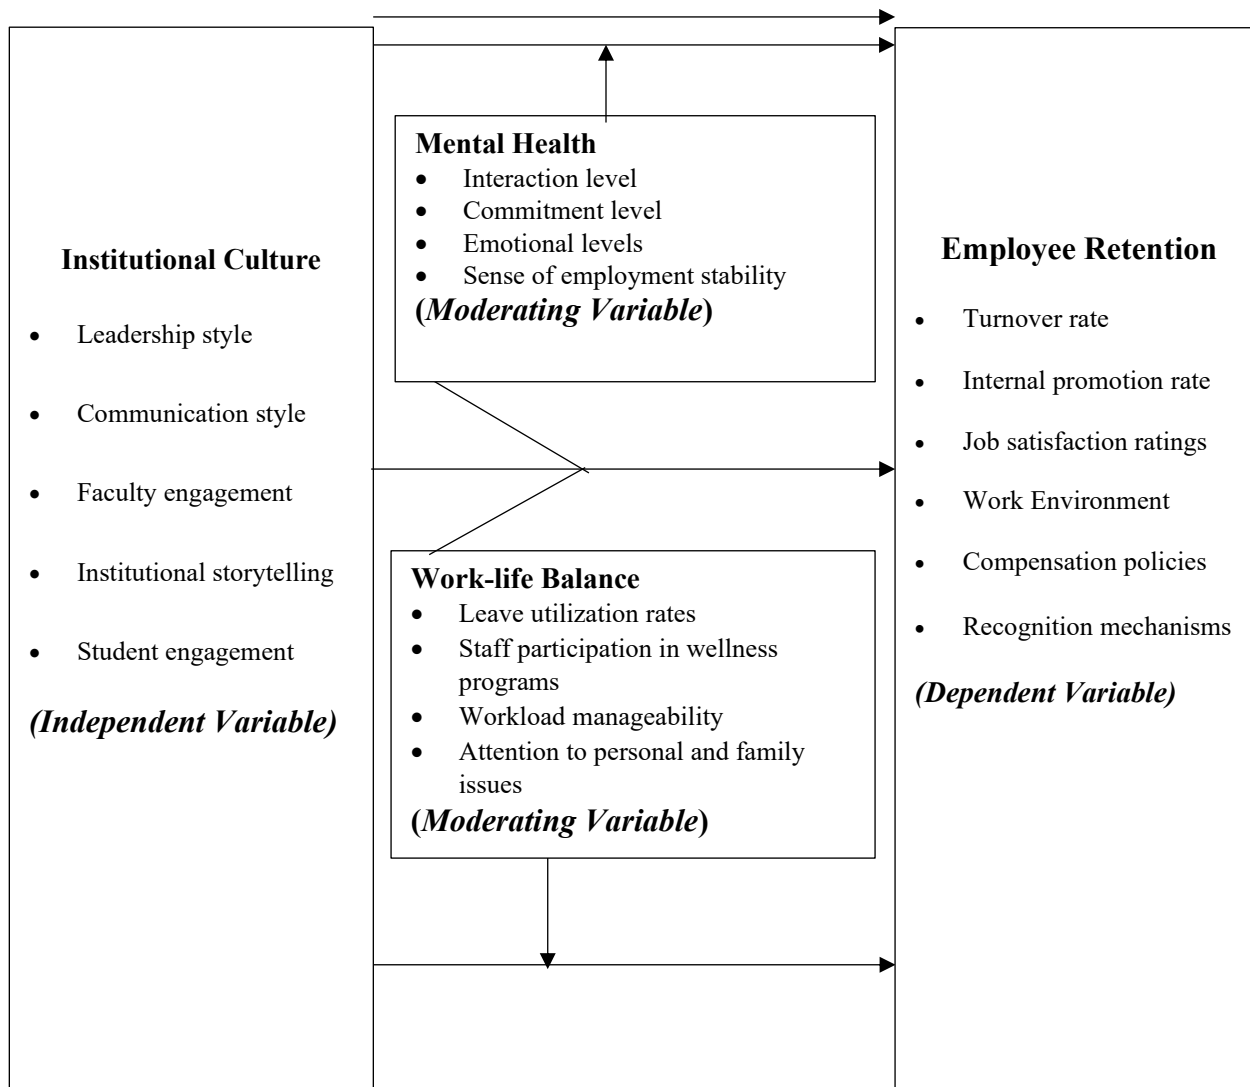 Institutional Culture
• Leadership style
• Communication style
• Faculty engagement
• Institutional storytelling
• Student engagement
(Independent Variable)
Mental Health
• Interaction level
• Commitment level
• Emotional levels
• Sense of employment stability
(Moderating Variable)
Work-life Balance
• Leave utilization rates
• Staff participation in wellness
programs
• Workload manageability
• Attention to personal and family
issues
(Moderating Variable)
Employee Retention
• Turnover rate
• Internal promotion rate
• Job satisfaction ratings
• Work Environment
• Compensation policies
• Recognition mechanisms
(Dependent Variable)